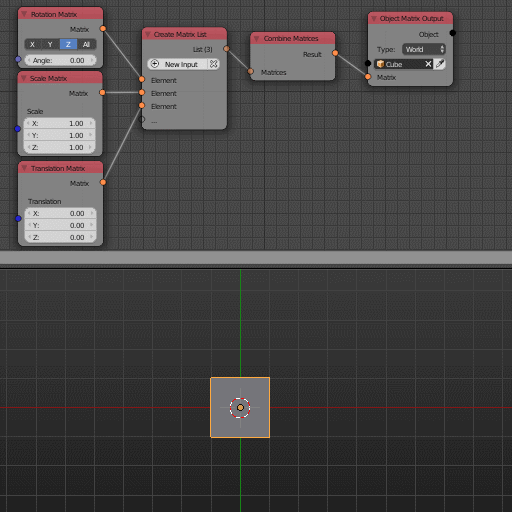 Rotation Matrix
Matrix
X Y Z All
Angle: 0.00
Scale Matrix
Matrix
Scale
X: 1.00
Y: 1.00
Z: 1.00
Translation Matrix
Matrix
Translation
X: 0.00
Y: 0.00
Z: 0.00
Create Matrix List
List (3)
New Input
Element
Element
Element
...
Combine Matrices
Result
Matrices
Object Matrix Output
Object
Type: World
Cube
Matrix